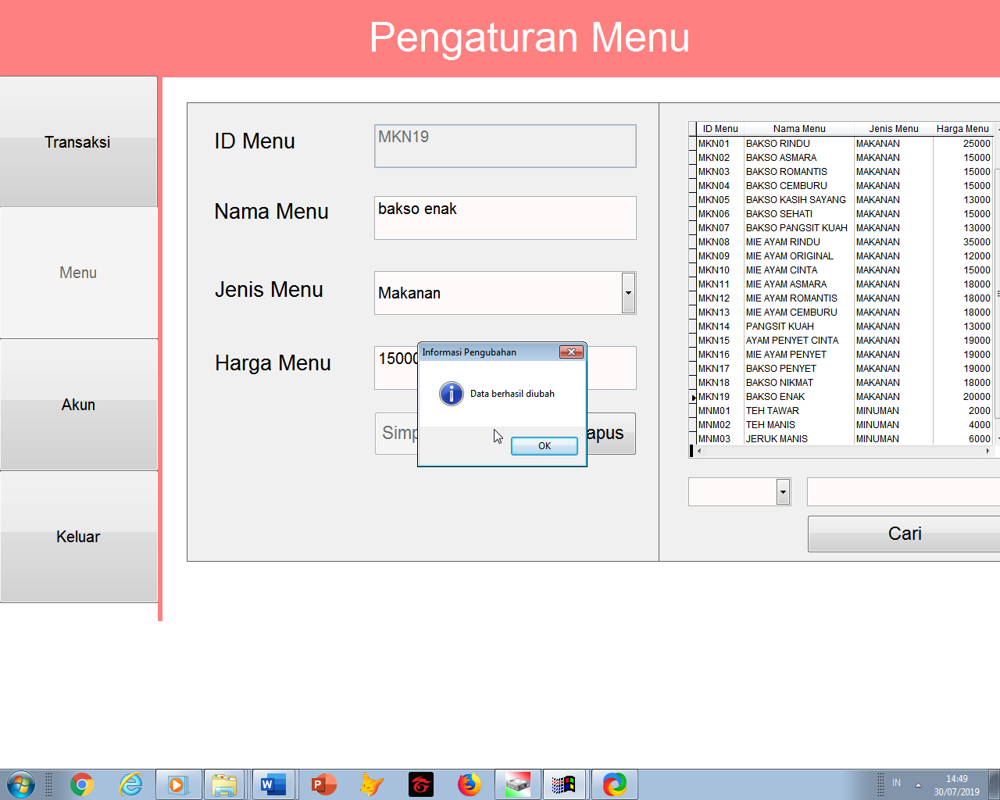 Pengaturan Menu
Transaksi
Menu
Akun
Keluar
ID Menu
MKN19
Nama Menu
bakso enak
Jenis Menu
Makanan
Harga Menu
Informasi Pengubahan
Data berhasil diubah
OK
ID Menu Nama Menu Jenis Menu Harga Menu
MKN01 BAKSO RINDU MAKANAN 25000
MKN02 BAKSO ASMARA MAKANAN 15000
MKN03 BAKSO ROMANTIS MAKANAN 15000
MKN04 BAKSO CEMBURU MAKANAN 15000
MKN05 BAKSO KASIH SAYANG MAKANAN 13000
MKN06 BAKSO SEHATI MAKANAN 15000
MKN07 BAKSO PANGSIT KUAH MAKANAN 13000
MKN08 MIE AYAM RINDU MAKANAN 35000
MKN09 MIE AYAM ORIGINAL MAKANAN 12000
MKN10 MIE AYAM CINTA MAKANAN 15000
MKN11 MIE AYAM ASMARA MAKANAN 18000
MKN12 MIE AYAM ROMANTIS MAKANAN 18000
MKN13 MIE AYAM CEMBURU MAKANAN 18000
MKN14 PANGSIT KUAH MAKANAN 13000
MKN15 AYAM PENYET CINTA MAKANAN 19000
MKN16 MIE AYAM PENYET MAKANAN 19000
MKN17 BAKSO PENYET MAKANAN 19000
MKN18 BAKSO NIKMAT MAKANAN 18000
MKN19 BAKSO ENAK MAKANAN 20000
MNM01 TEH TAWAR MINUMAN 2000
MNM02 TEH MANIS MINUMAN 4000
MNM03 JERUK MANIS MINUMAN 6000
Cari
IN
14:49
30/07/2019